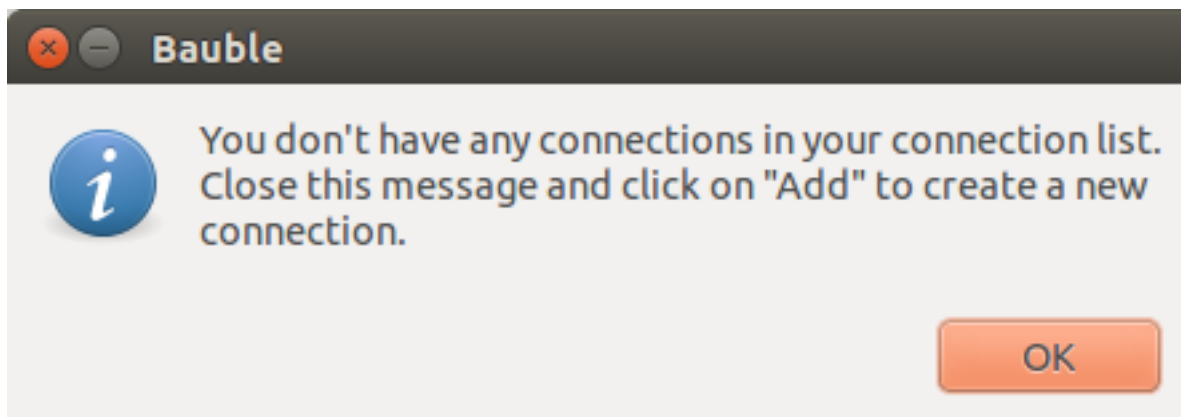 Bauble
You don't have any connections in your connection list.
Close this message and click on "Add" to create a new
connection.
OK